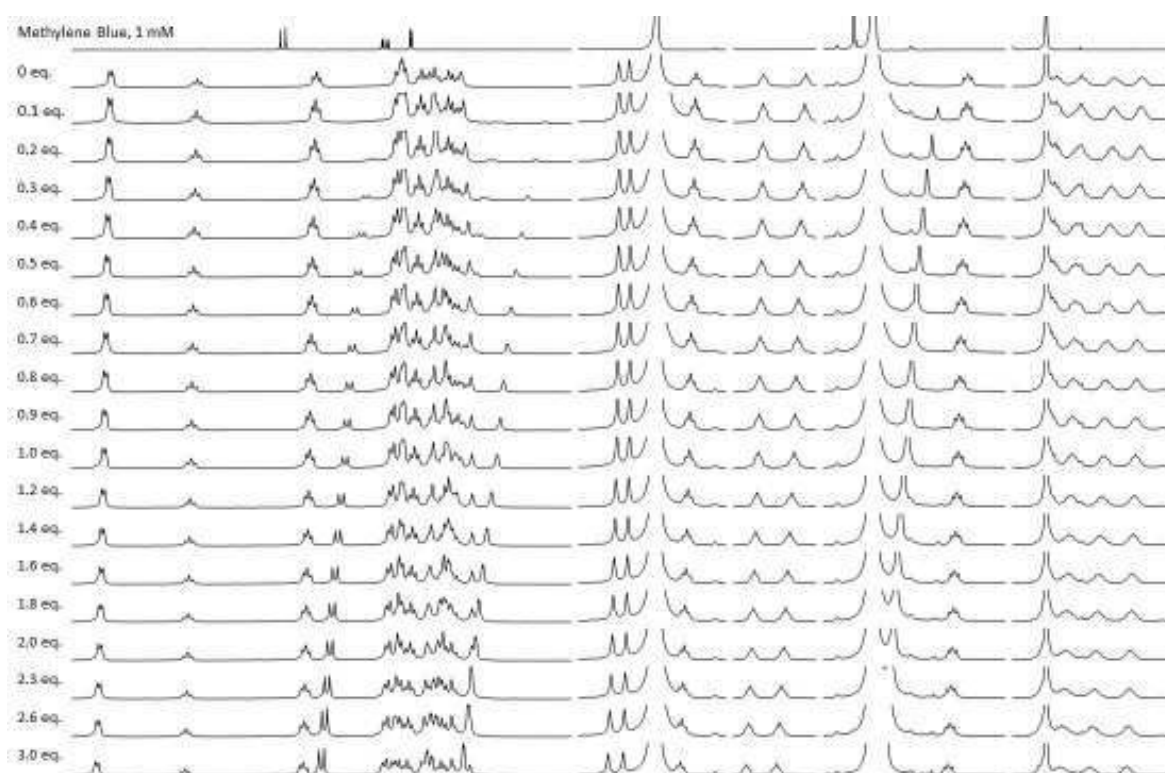 Methylene Blue, 1 mM
0 eq.
0.1 eq.
0.2 eq.
0.3 eq.
0.4 eq.
0.5 eq.
0.6 eq.
0.7 eq.
0.8 eq.
0.9 eq.
1.0 eq.
1.2 eq.
1.4 eq.
1.6 eq.
1.8 eq.
2.0 eq.
2.3 eq.
2.6 eq.
3.0 eq.